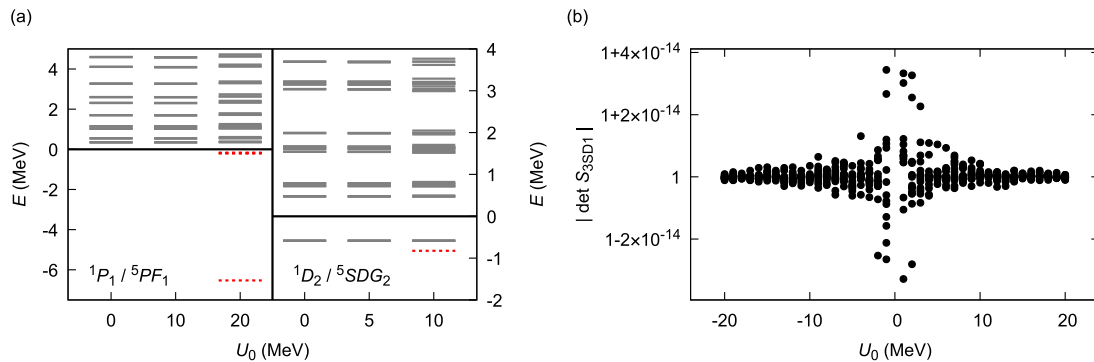 (a)
(b)
4
2
0
-2
-4
-6
E (MeV)
¹P₁ / ⁵PF₁
0 10 20
¹D₂ / ⁵SDG₂
0 5 10
U₀ (MeV)
4
3
2
1
0
-1
-2
E (MeV)
1+4×10⁻¹⁴
1+2×10⁻¹⁴
1
1-2×10⁻¹⁴
| det S₃SD1 |
-20 -10 0 10 20
U₀ (MeV)